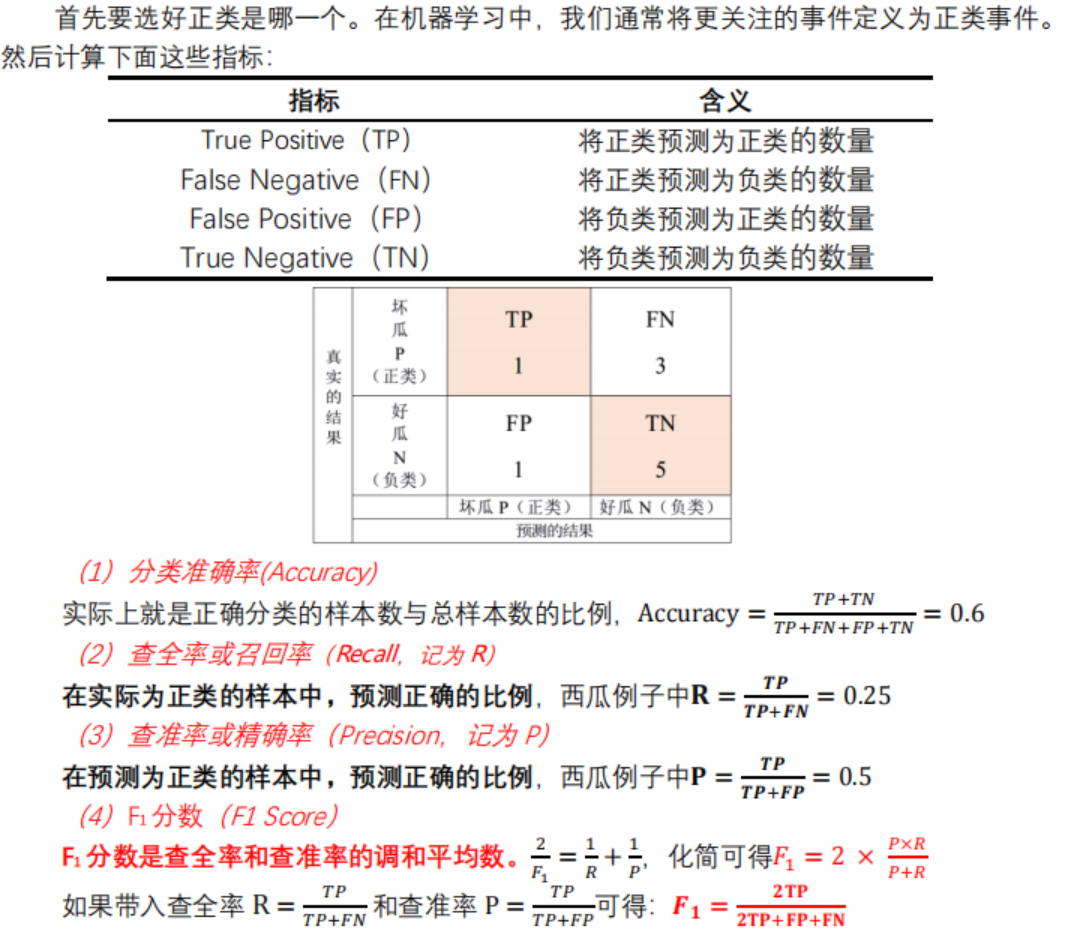 首先要选好正类是哪一个。在机器学习中，我们通常将更关注的事件定义为正类事件。
然后计算下面这些指标：
指标 含义
True Positive（TP） 将正类预测为正类的数量
False Negative（FN） 将正类预测为负类的数量
False Positive（FP） 将负类预测为正类的数量
True Negative（TN） 将负类预测为负类的数量
真实的结果
坏瓜P（正类） TP 1 FN 3
好瓜N（负类） FP 1 TN 5
坏瓜 P（正类） 好瓜 N（负类）
预测的结果
（1）分类准确率(Accuracy)
实际上就是正确分类的样本数与总样本数的比例，Accuracy = \frac{TP+TN}{TP+FN+FP+TN} = 0.6
（2）查全率或召回率（Recall，记为 R）
在实际为正类的样本中，预测正确的比例，西瓜例子中R = \frac{TP}{TP+FN} = 0.25
（3）查准率或精确率（Precision，记为 P）
在预测为正类的样本中，预测正确的比例，西瓜例子中P = \frac{TP}{TP+FP} = 0.5
（4）F₁ 分数（F1 Score）
F₁ 分数是查全率和查准率的调和平均数。\frac{2}{F_1} = \frac{1}{R} + \frac{1}{P}，化简可得F_1 = 2 × \frac{P×R}{P+R}
如果带入查全率 R = \frac{TP}{TP+FN} 和查准率 P = \frac{TP}{TP+FP}可得：F_1 = \frac{2TP}{2TP+FP+FN}